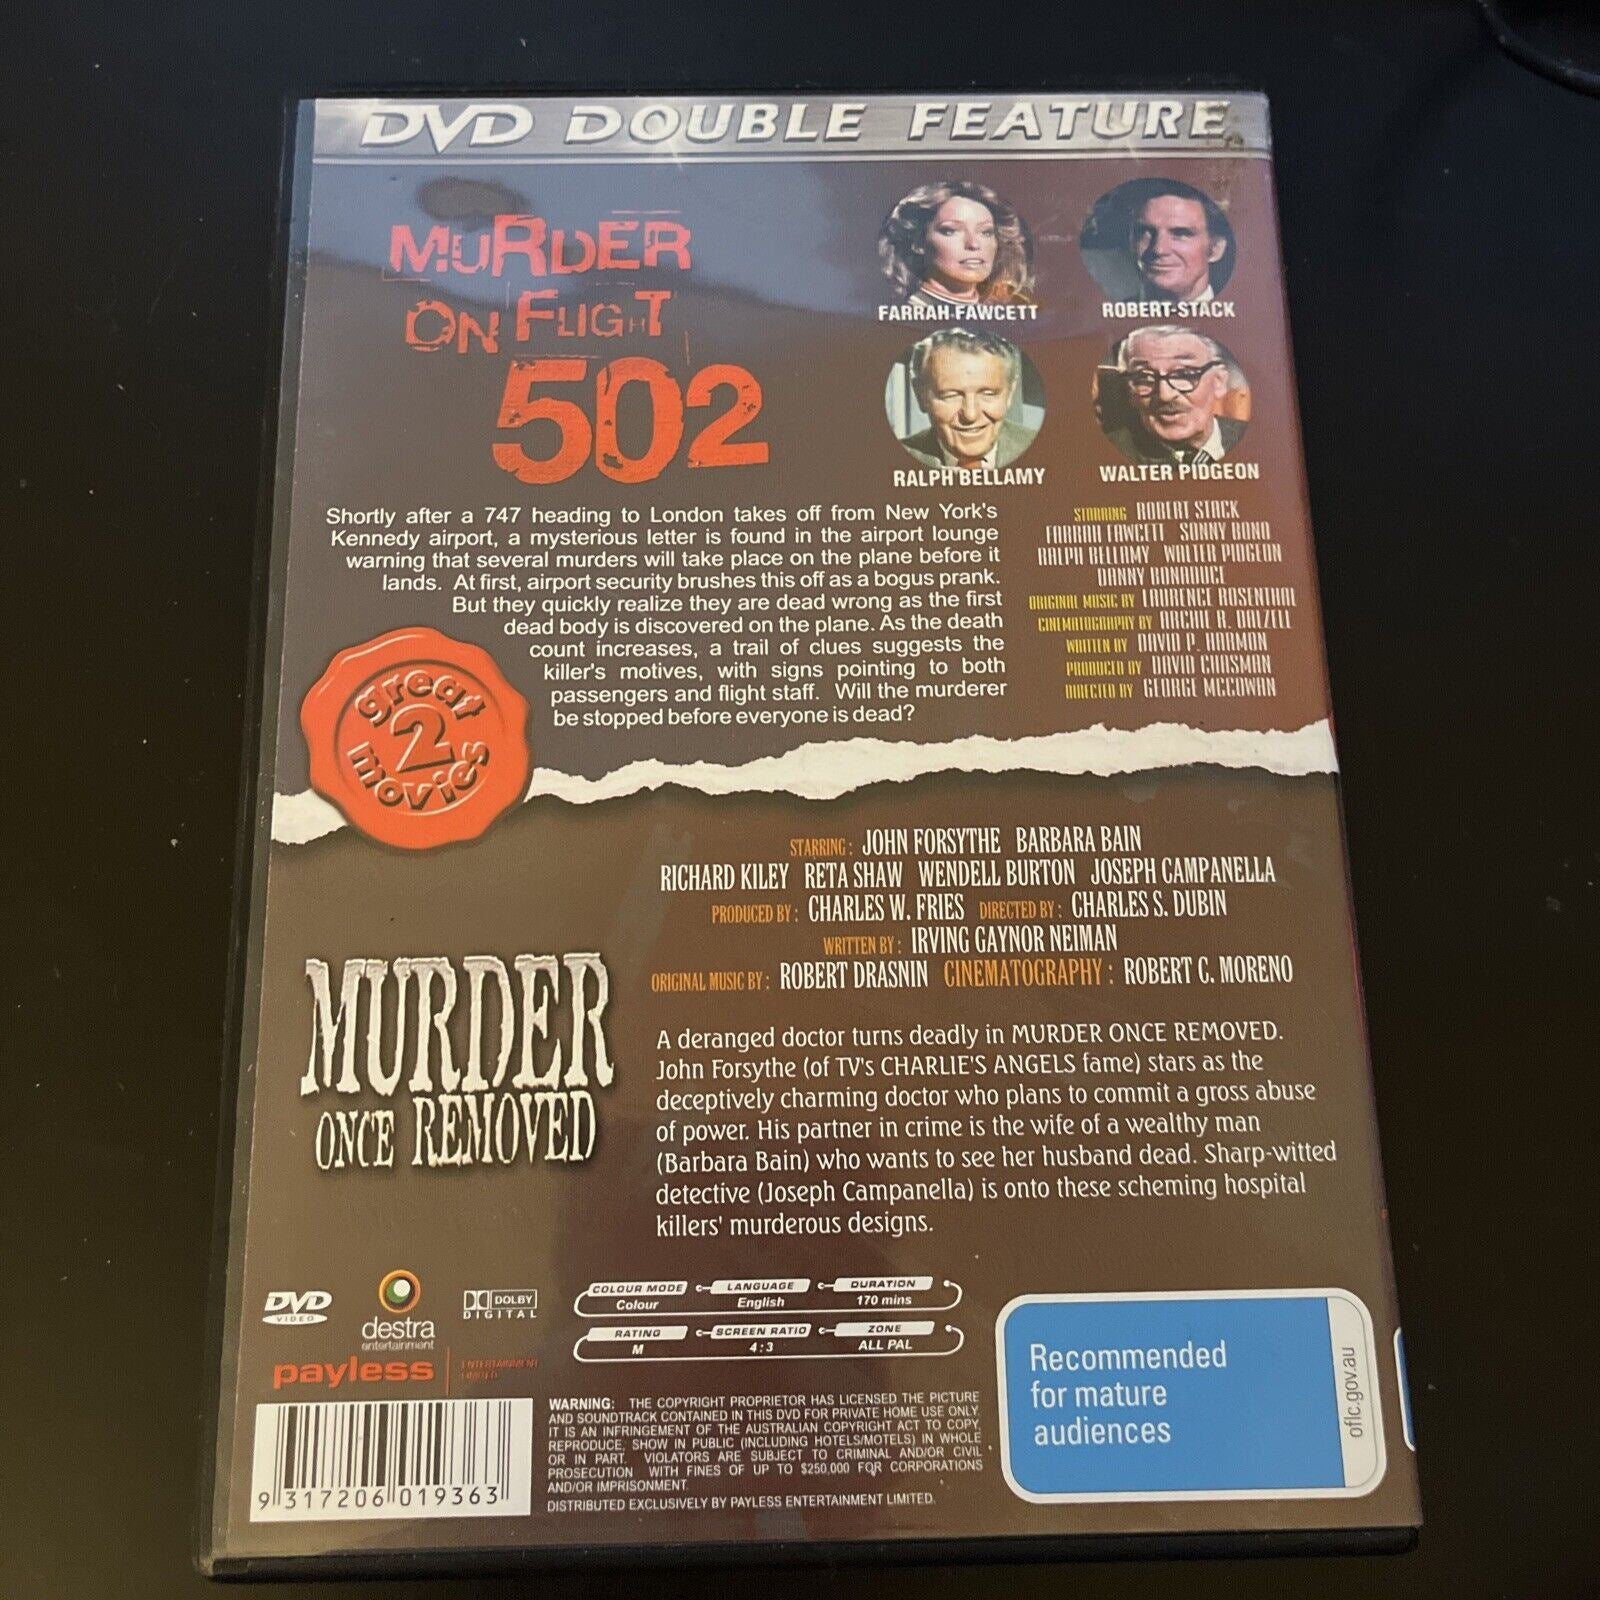 DVD DOUBLE FEATURE
MURDER
ON FLIGHT
502
FARRAH FAWCETT
ROBERT STACK
RALPH BELLAMY
WALTER PIDGEON
Shortly after a 747 heading to London takes off from New York's
Kennedy airport, a mysterious letter is found in the airport lounge
warning that several murders will take place on the plane before it
lands. At first, airport security brushes this off as a bogus prank.
But they quickly realize they are dead wrong as the first
dead body is discovered on the plane. As the death
count increases, a trail of clues suggests the
killer's motives, with signs pointing to both
passengers and flight staff. Will the murderer
be stopped before everyone is dead?
STARRING ROBERT STACK
FARRAH FAWCETT SONNY BONO
RALPH BELLAMY WALTER PIDGEON
DANNY BONADUCE
ORIGINAL MUSIC BY LAURENCE ROSENTHAL
CINEMATOGRAPHY BY ARCHIE R. DALZELL
WRITTEN BY DAVID P. HARMON
PRODUCED BY DAVID CHASMAN
DIRECTED BY GEORGE MCCOWAN
great
2
movies
STARRING: JOHN FORSYTHE BARBARA BAIN
RICHARD KILEY RETA SHAW WENDELL BURTON JOSEPH CAMPANELLA
PRODUCED BY: CHARLES W. FRIES DIRECTED BY: CHARLES S. DUBIN
WRITTEN BY: IRVING GAYNOR NEIMAN
ORIGINAL MUSIC BY: ROBERT DRASNIN CINEMATOGRAPHY: ROBERT C. MORENO
MURDER
ONCE REMOVED
A deranged doctor turns deadly in MURDER ONCE REMOVED.
John Forsythe (of TV's CHARLIE'S ANGELS fame) stars as the
deceptively charming doctor who plans to commit a gross abuse
of power. His partner in crime is the wife of a wealthy man
(Barbara Bain) who wants to see her husband dead. Sharp-witted
detective (Joseph Campanella) is onto these scheming hospital
killers' murderous designs.
DVD
VIDEO
destra
entertainment
DOLBY
DIGITAL
COLOUR MODE LANGUAGE DURATION
Colour English 170 mins
RATING SCREEN RATIO ZONE
M 4:3 ALL PAL
payless ENTERTAINMENT
LIMITED
Recommended
for mature
audiences
oflc.gov.au
WARNING: THE COPYRIGHT PROPRIETOR HAS LICENSED THE PICTURE
AND SOUNDTRACK CONTAINED IN THIS DVD FOR PRIVATE HOME USE ONLY.
IT IS AN INFRINGEMENT OF THE AUSTRALIAN COPYRIGHT ACT TO COPY,
REPRODUCE, SHOW IN PUBLIC (INCLUDING HOTELS/MOTELS) IN WHOLE
OR IN PART. VIOLATORS ARE SUBJECT TO CRIMINAL AND/OR CIVIL
PROSECUTION WITH FINES OF UP TO $250,000 FOR CORPORATIONS
AND/OR IMPRISONMENT.
DISTRIBUTED EXCLUSIVELY BY PAYLESS ENTERTAINMENT LIMITED.
9 317206 019363